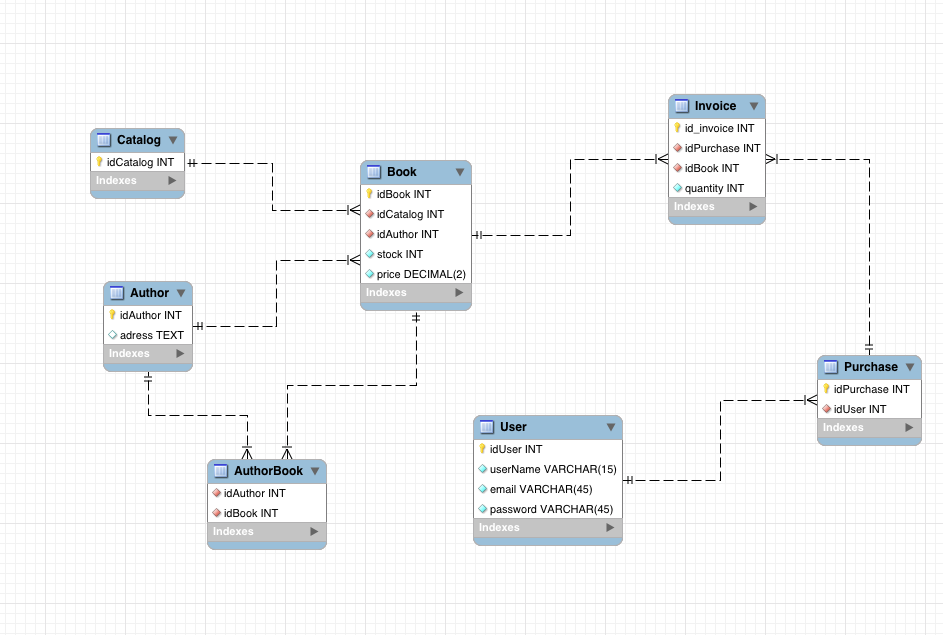 Catalog
idCatalog INT
Indexes
Author
idAuthor INT
adress TEXT
Indexes
AuthorBook
idAuthor INT
idBook INT
Indexes
Book
idBook INT
idCatalog INT
idAuthor INT
stock INT
price DECIMAL(2)
Indexes
User
idUser INT
userName VARCHAR(15)
email VARCHAR(45)
password VARCHAR(45)
Indexes
Invoice
id_invoice INT
idPurchase INT
idBook INT
quantity INT
Indexes
Purchase
idPurchase INT
idUser INT
Indexes